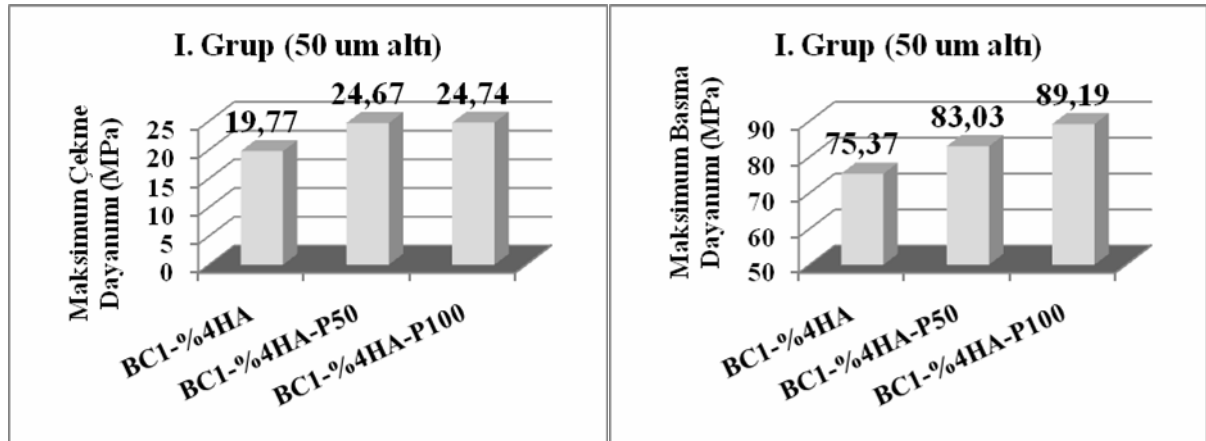 I. Grup (50 um altı)
Maksimum Çekme
Dayanımı (MPa)
25
20
15
10
5
0
19,77
24,67
24,74
BC1-%4HA
BC1-%4HA-P50
BC1-%4HA-P100
I. Grup (50 um altı)
Maksimum Basma
Dayanımı (MPa)
90
80
70
60
50
75,37
83,03
89,19
BC1-%4HA
BC1-%4HA-P50
BC1-%4HA-P100